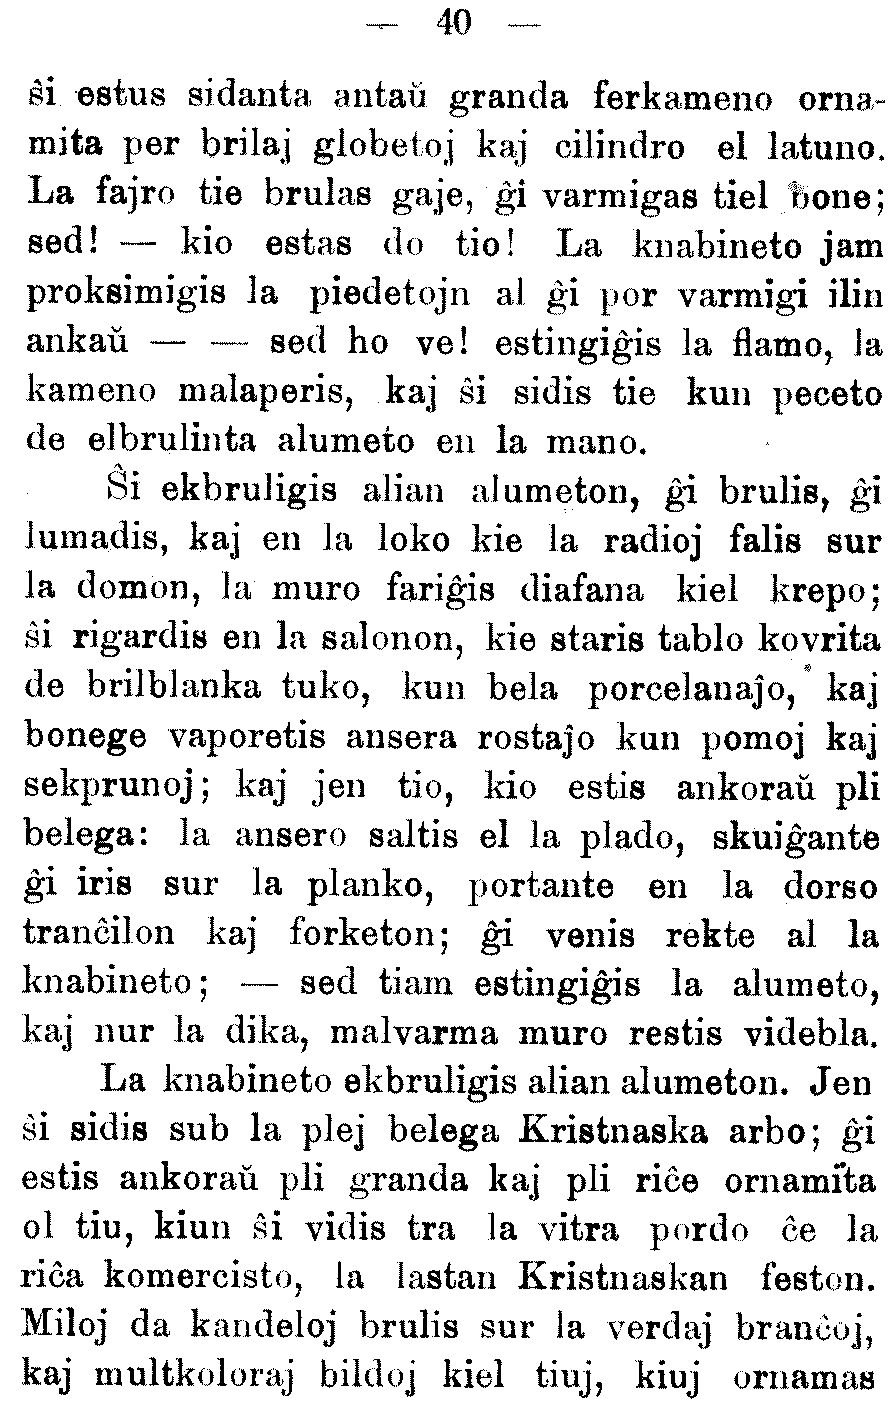 — 40 —
ŝi estus sidanta antaŭ granda ferkameno orna-
mita per brilaj globetoj kaj cilindro el latuno.
La fajro tie brulas gaje, ĝi varmigas tiel bone;
sed! — kio estas do tio! La knabineto jam
proksimigis la piedetojn al ĝi por varmigi ilin
ankaŭ — — sed ho ve! estingiĝis la flamo, la
kameno malaperis, kaj ŝi sidis tie kun peceto
de elbrulinta alumeto en la mano.
Ŝi ekbruligis alian alumeton, ĝi brulis, ĝi
lumadis, kaj en la loko kie la radioj falis sur
la domon, la muro fariĝis diafana kiel krepo;
ŝi rigardis en la salonon, kie staris tablo kovrita
de brilblanka tuko, kun bela porcelanaĵo, kaj
bonege vaporetis ansera rostaĵo kun pomoj kaj
sekprunoj; kaj jen tio, kio estis ankoraŭ pli
belega: la ansero saltis el la plado, skuiĝante
ĝi iris sur la planko, portante en la dorso
tranĉilon kaj forketon; ĝi venis rekte al la
knabineto; — sed tiam estingiĝis la alumeto,
kaj nur la dika, malvarma muro restis videbla.
La knabineto ekbruligis alian alumeton. Jen
ŝi sidis sub la plej belega Kristnaska arbo; ĝi
estis ankoraŭ pli granda kaj pli riĉe ornamita
ol tiu, kiun ŝi vidis tra la vitra pordo ĉe la
riĉa komercisto, la lastan Kristnaskan feston.
Miloj da kandeloj brulis sur la verdaj branĉoj,
kaj multkoloraj bildoj kiel tiuj, kiuj ornamas